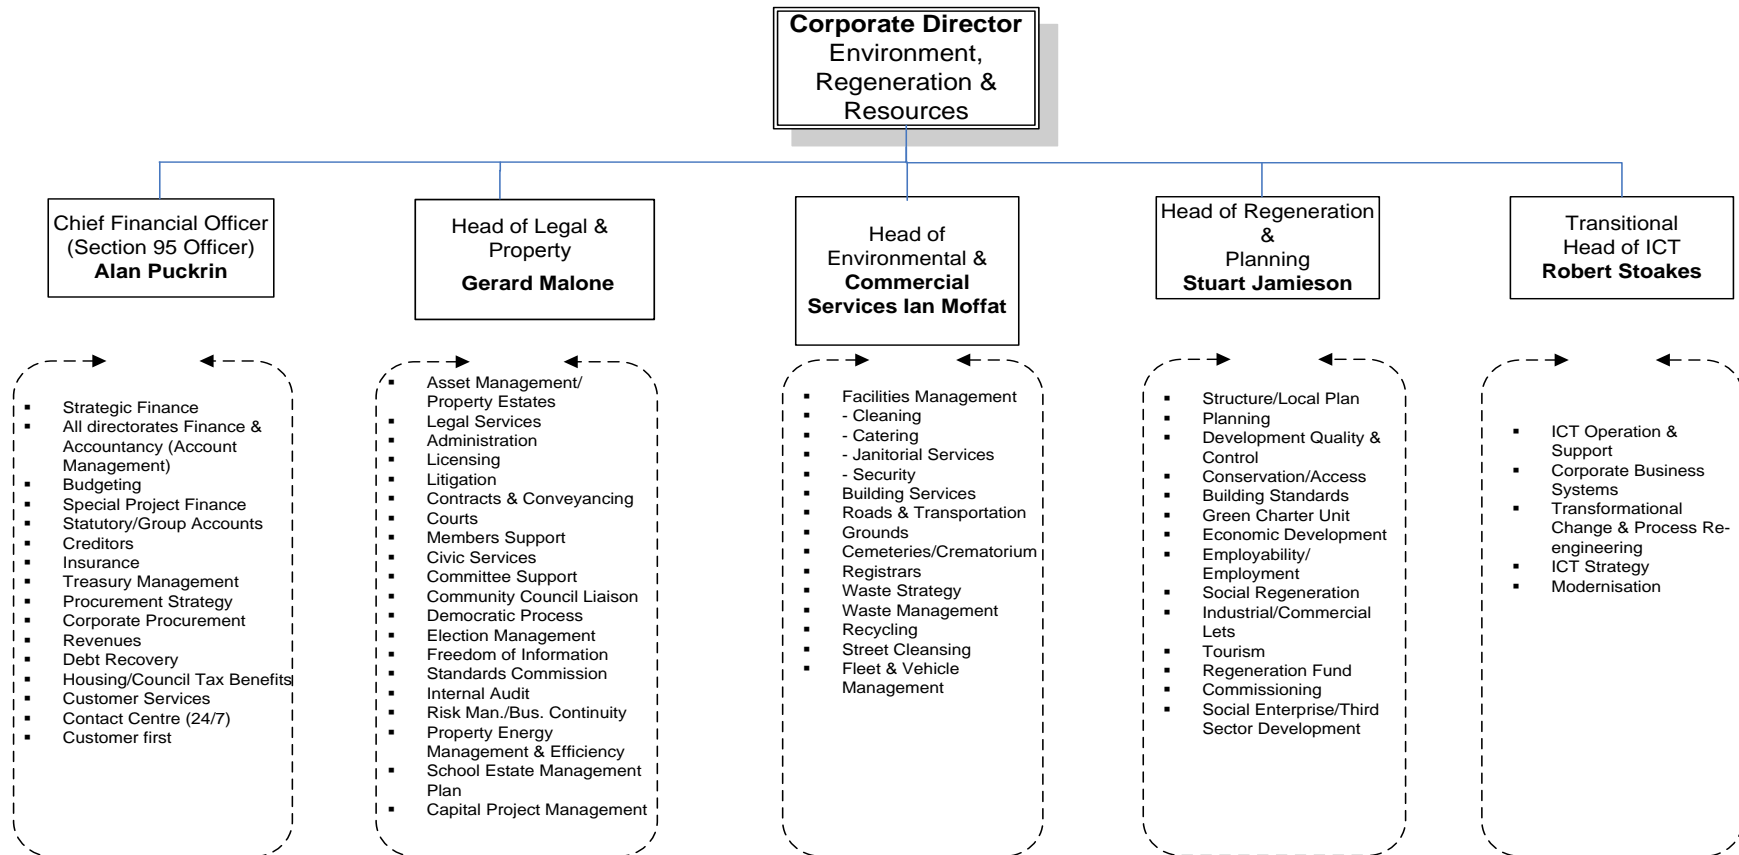 Corporate Director
Environment,
Regeneration &
Resources
Chief Financial Officer
(Section 95 Officer)
Alan Puckrin
Head of Legal &
Property
Gerard Malone
Head of
Environmental &
Commercial
Services Ian Moffat
Head of Regeneration
&
Planning
Stuart Jamieson
Transitional
Head of ICT
Robert Stoakes
▪ Strategic Finance
▪ All directorates Finance &
Accountancy (Account
Management)
▪ Budgeting
▪ Special Project Finance
▪ Statutory/Group Accounts
▪ Creditors
▪ Insurance
▪ Treasury Management
▪ Procurement Strategy
▪ Corporate Procurement
▪ Revenues
▪ Debt Recovery
▪ Housing/Council Tax Benefits
▪ Customer Services
▪ Contact Centre (24/7)
▪ Customer first
▪ Asset Management/
Property Estates
▪ Legal Services
▪ Administration
▪ Licensing
▪ Litigation
▪ Contracts & Conveyancing
▪ Courts
▪ Members Support
▪ Civic Services
▪ Committee Support
▪ Community Council Liaison
▪ Democratic Process
▪ Election Management
▪ Freedom of Information
▪ Standards Commission
▪ Internal Audit
▪ Risk Man./Bus. Continuity
▪ Property Energy
Management & Efficiency
▪ School Estate Management
Plan
▪ Capital Project Management
▪ Facilities Management
▪ - Cleaning
▪ - Catering
▪ - Janitorial Services
▪ - Security
▪ Building Services
▪ Roads & Transportation
▪ Grounds
▪ Cemeteries/Crematorium
▪ Registrars
▪ Waste Strategy
▪ Waste Management
▪ Recycling
▪ Street Cleansing
▪ Fleet & Vehicle
Management
▪ Structure/Local Plan
▪ Planning
▪ Development Quality &
Control
▪ Conservation/Access
▪ Building Standards
▪ Green Charter Unit
▪ Economic Development
▪ Employability/
Employment
▪ Social Regeneration
▪ Industrial/Commercial
Lets
▪ Tourism
▪ Regeneration Fund
▪ Commissioning
▪ Social Enterprise/Third
Sector Development
▪ ICT Operation &
Support
▪ Corporate Business
Systems
▪ Transformational
Change & Process Re-
engineering
▪ ICT Strategy
▪ Modernisation